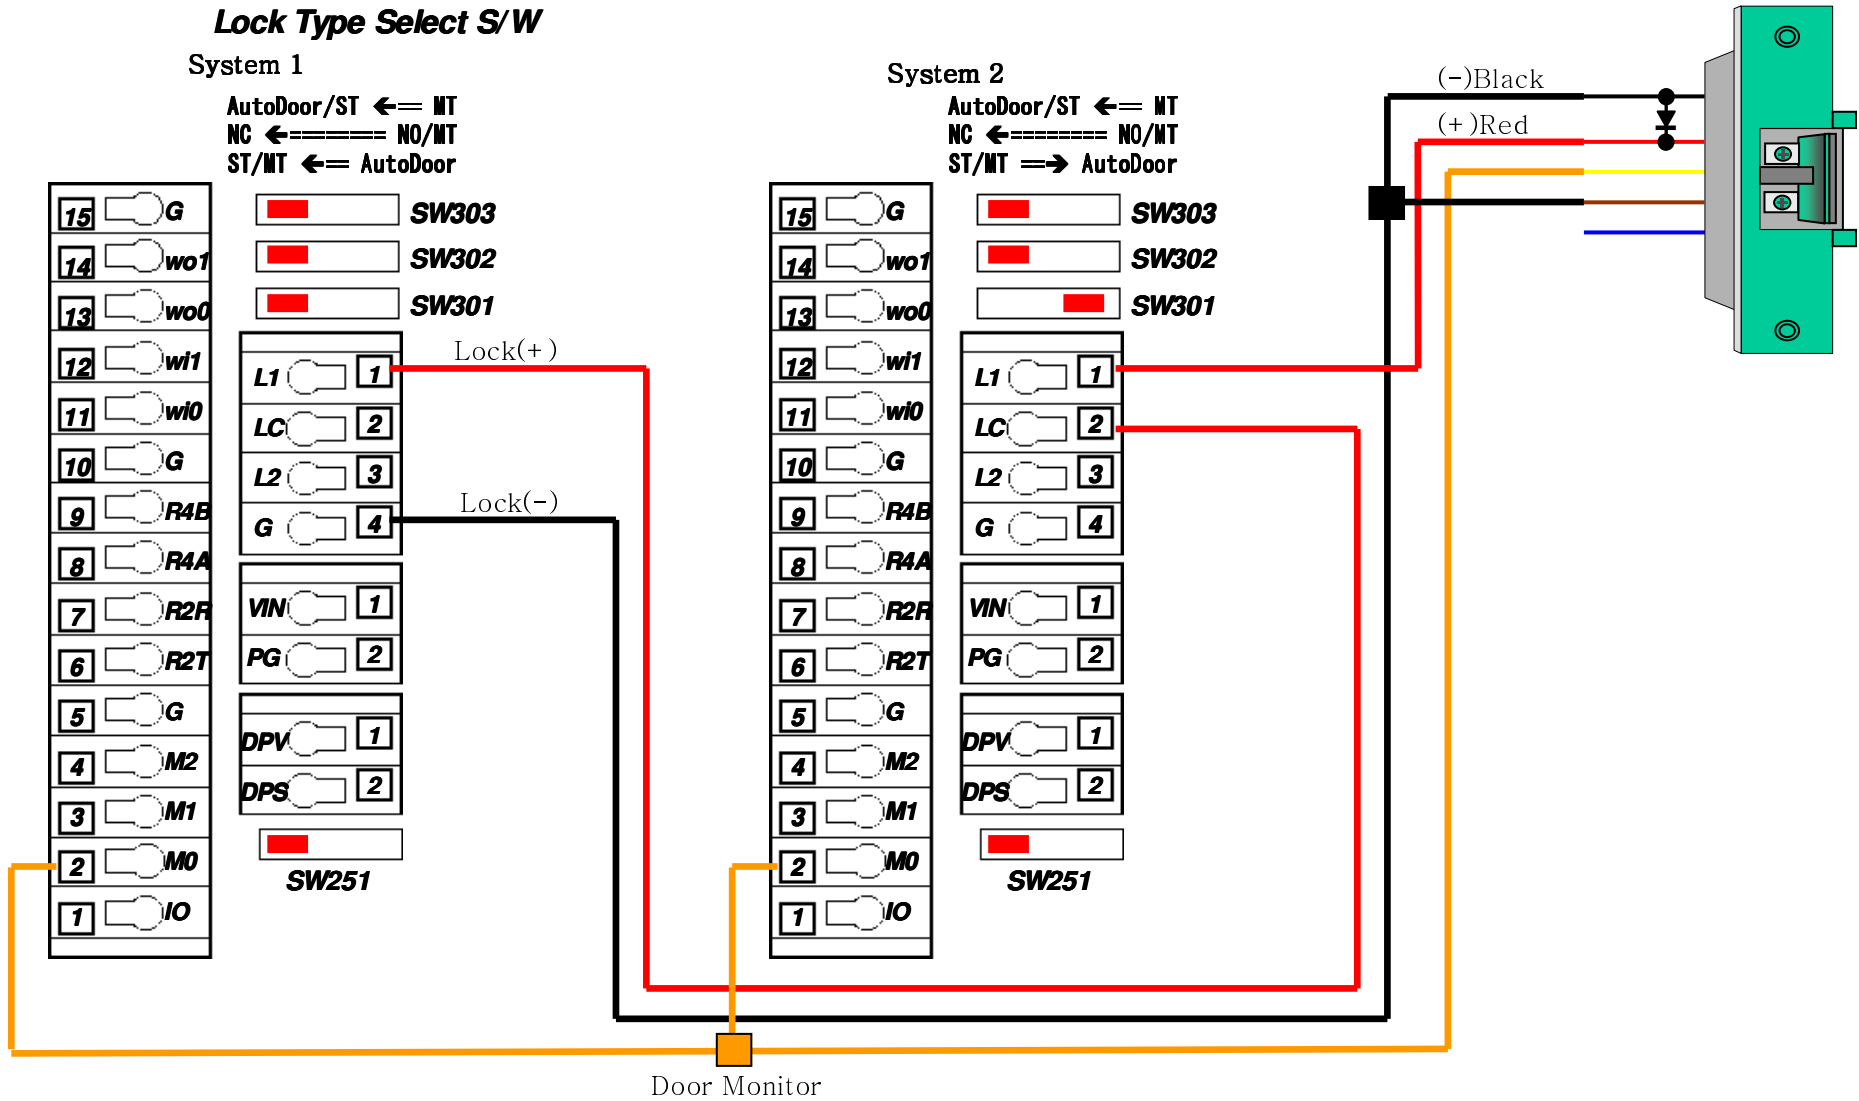 Lock Type Select S/W
System 1
AutoDoor/ST ←== MT
NC ←======== NO/MT
ST/MT ←== AutoDoor
15 G
14 wo1
13 wo0
12 wi1
11 wi0
10 G
9 R4B
8 R4A
7 R2R
6 R2T
5 G
4 M2
3 M1
2 M0
1 IO
SW303
SW302
SW301
L1 1
LC 2
L2 3
G 4
VIN 1
PG 2
DPV 1
DPS 2
SW251
Lock(+)
Lock(-)
System 2
AutoDoor/ST ←== MT
NC ←======== NO/MT
ST/MT ==→ AutoDoor
15 G
14 wo1
13 wo0
12 wi1
11 wi0
10 G
9 R4B
8 R4A
7 R2R
6 R2T
5 G
4 M2
3 M1
2 M0
1 IO
SW303
SW302
SW301
L1 1
LC 2
L2 3
G 4
VIN 1
PG 2
DPV 1
DPS 2
SW251
(-)Black
(+)Red
Door Monitor